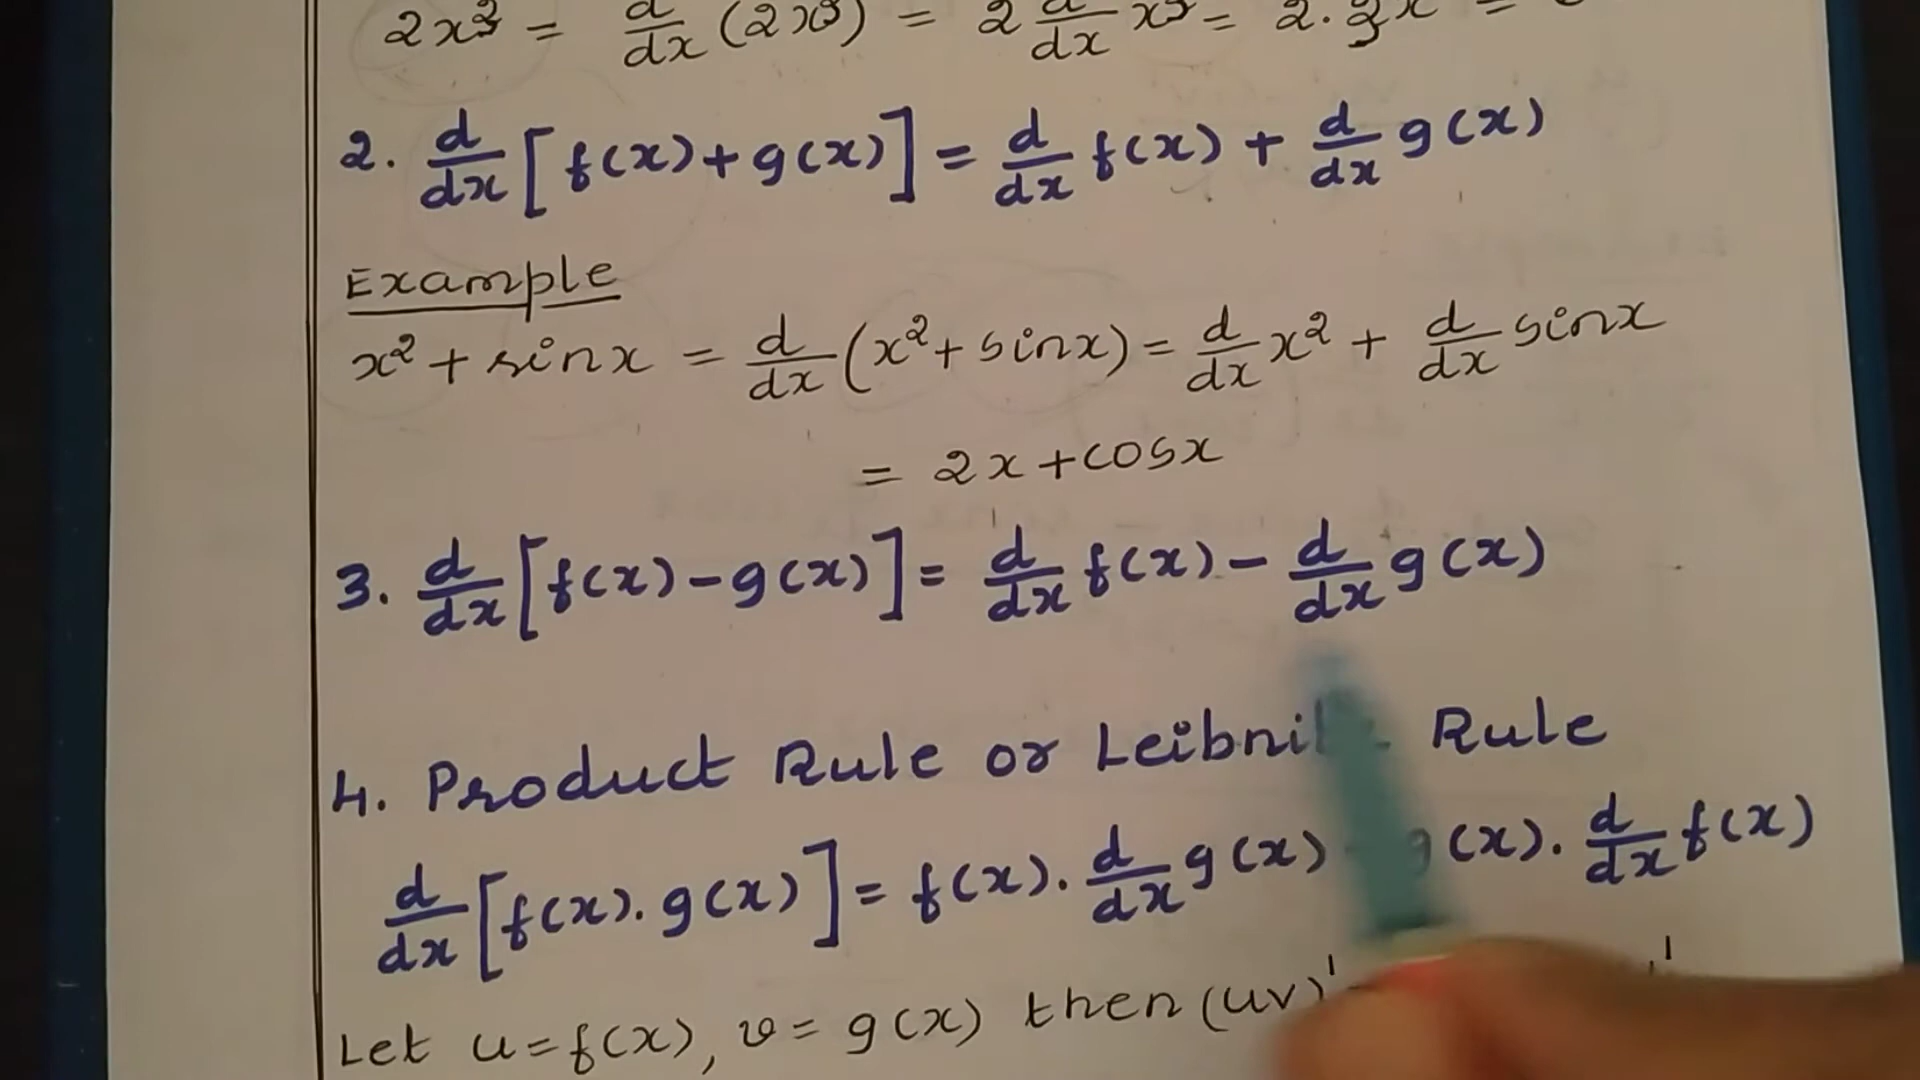 2x³ = d/dx (2x³) = 2 d/dx x³ = 2.3x =
2. d/dx [f(x)+g(x)] = d/dx f(x) + d/dx g(x)
Example
x² + sinx = d/dx (x² + sinx) = d/dx x² + d/dx sinx
= 2x + cosx
3. d/dx [f(x) - g(x)] = d/dx f(x) - d/dx g(x)
4. Product Rule or Rule
d/dx [f(x). g(x)] = f(x). d/dx g(x) g(x). d/dx f(x)
Let u = f(x), v = g(x) then (uv)'